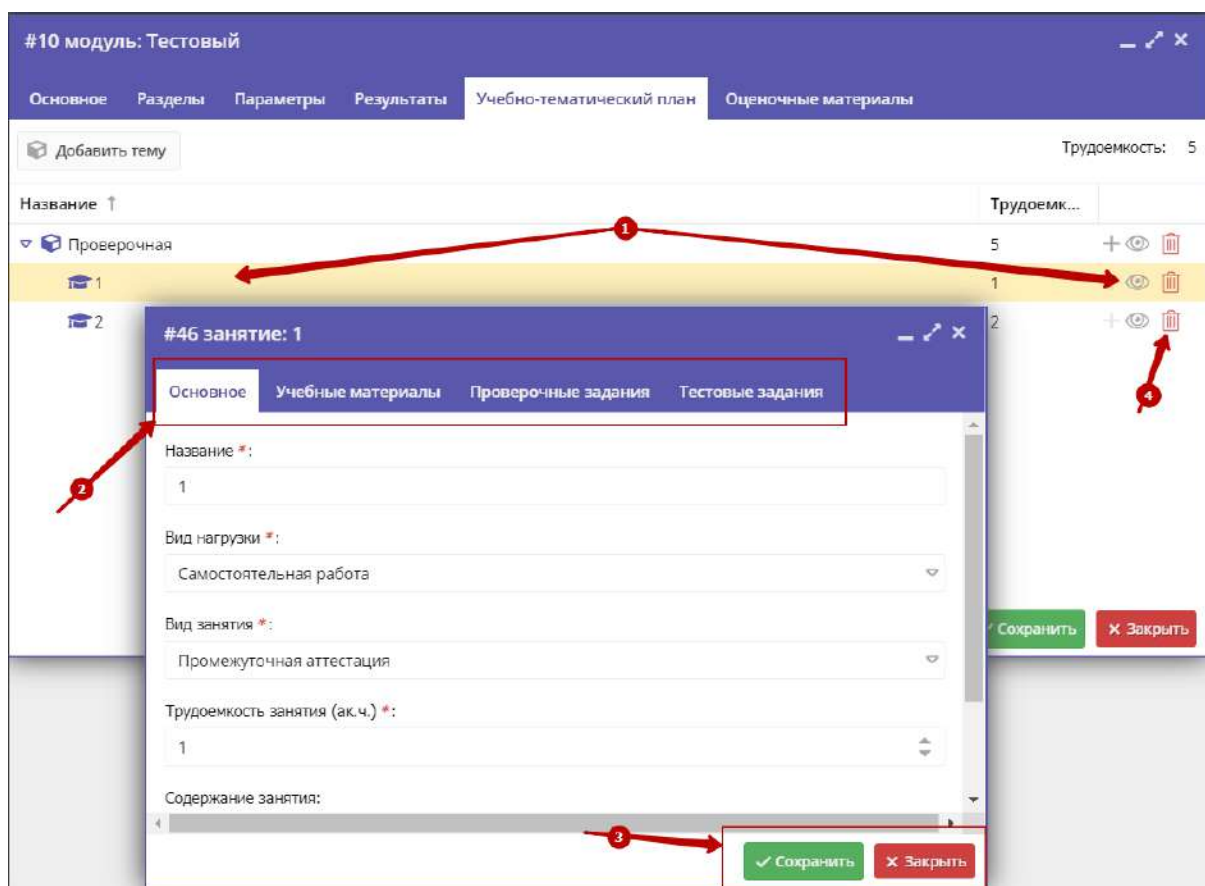 #10 модуль: Тестовый
Основное Разделы Параметры Результаты Учебно-тематический план Оценочные материалы
Добавить тему Трудоемкость: 5
Название ↑ Трудоемк...
Проверочная 5
1
1 1
2 2
#46 занятие: 1
4
Основное Учебные материалы Проверочные задания Тестовые задания
Название *:
2
1
Вид нагрузки *:
Самостоятельная работа
Вид занятия *:
Сохранить Закрыть
Промежуточная аттестация
Трудоемкость занятия (ак.ч.) *:
1
Содержание занятия:
3
Сохранить Закрыть